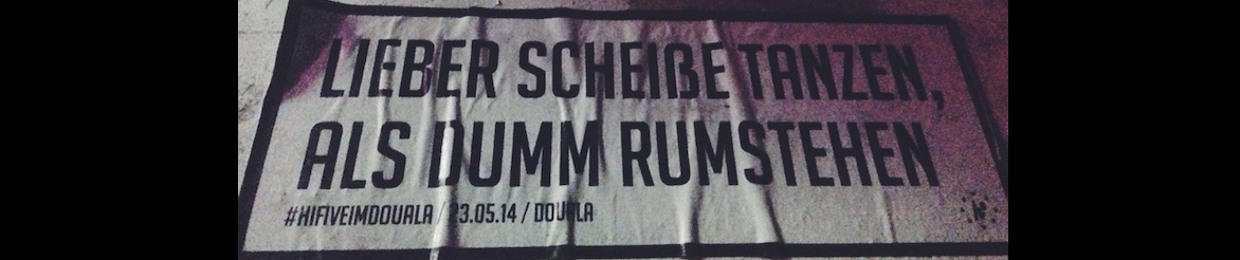 LIEBER SCHEIßE TANZEN,
ALS DUMM RUMSTEHEN
#HIFIVEIMDOUALA / 23.05.14 / DOUALA